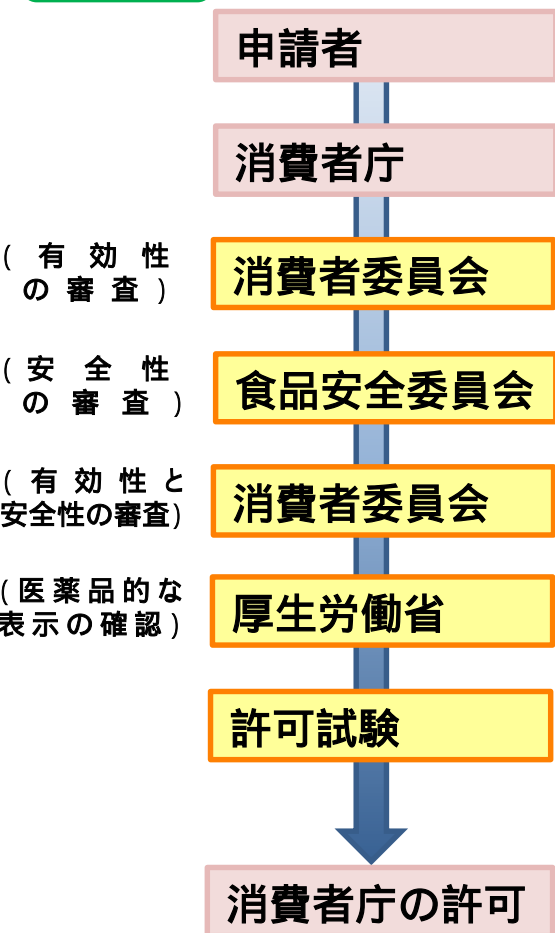 申請者
消費者庁
(有効性
の審査)
消費者委員会
(安全性
の審査)
食品安全委員会
(有効性と
安全性の審査)
消費者委員会
(医薬品的な
表示の確認)
厚生労働省
許可試験
消費者庁の許可